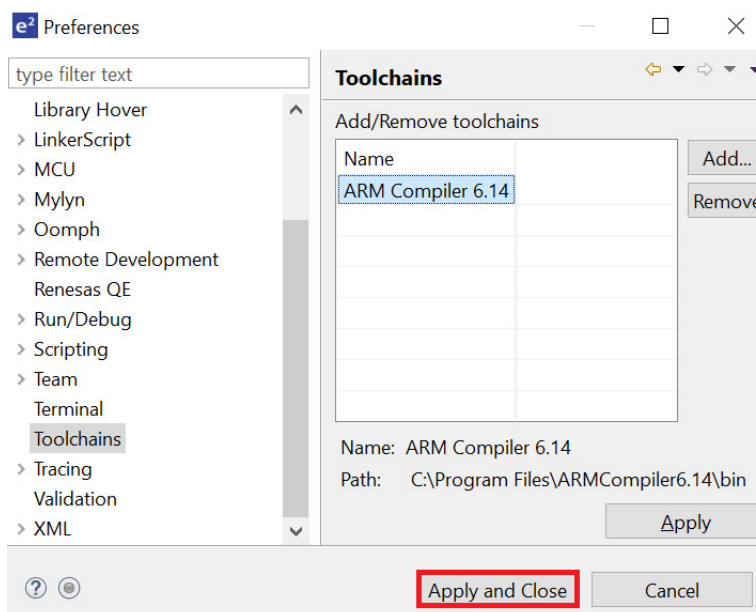 e² Preferences
type filter text
Library Hover
LinkerScript
MCU
Mylyn
Oomph
Remote Development
Renesas QE
Run/Debug
Scripting
Team
Terminal
Toolchains
Tracing
Validation
XML
Toolchains
Add/Remove toolchains
Name
ARM Compiler 6.14
Add...
Remove
Name: ARM Compiler 6.14
Path: C:\Program Files\ARMCompiler6.14\bin
Apply
?
Apply and Close
Cancel